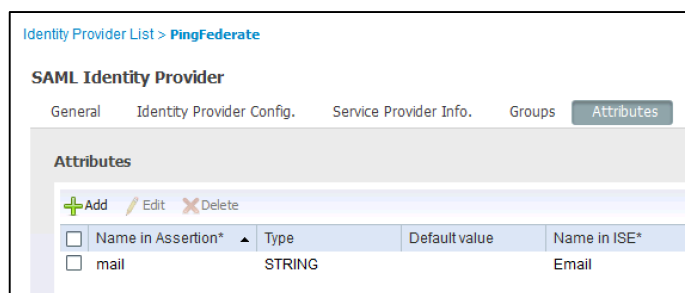 Identity Provider List > PingFederate
SAML Identity Provider
General Identity Provider Config. Service Provider Info. Groups Attributes
Attributes
Add Edit Delete
Name in Assertion* Type Default value Name in ISE*
mail STRING Email